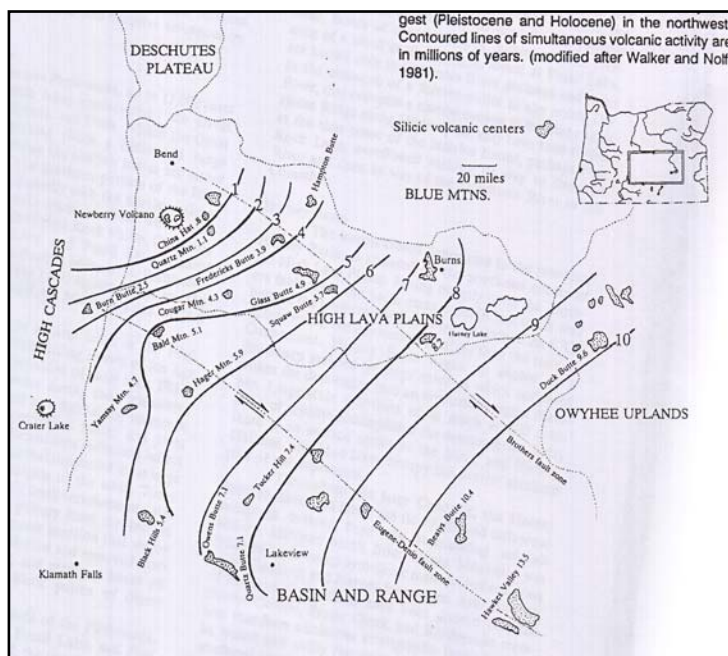 gest (Pleistocene and Holocene) in the northwest
Contoured lines of simultaneous volcanic activity are
in millions of years. (modified after Walker and Nolf
1981).
DESCHUTES
PLATEAU
Silicic volcanic centers
20 miles
BLUE MTNS.
Bend
Hampton Butte
Newberry Volcano
China Hat .8
1
2
3
4
Quartz Mtn. 1.1
Fredericks Butte 3.9
Burn Butte 2.5
Cougar Mtn. 4.3
Glass Butte 4.9
5
6
Squaw Butte 3.7
7
Burns
8
HIGH CASCADES
HIGH LAVA PLAINS
Harney Lake
8.2
9
10
Bald Mtn. 5.1
Duck Butte 9.6
Hager Mtn. 5.9
Yamsay Mtn. 4.7
Crater Lake
OWYHEE UPLANDS
Brothers fault zone
Tucker Hill 7.4
Black Hills 5.4
Owens Butte 7.1
Quartz Butte 7.1
Lakeview
Klamath Falls
Eugene-Denio fault zone
Beatys Butte 10.4
Hawkes Valley 13.5
BASIN AND RANGE